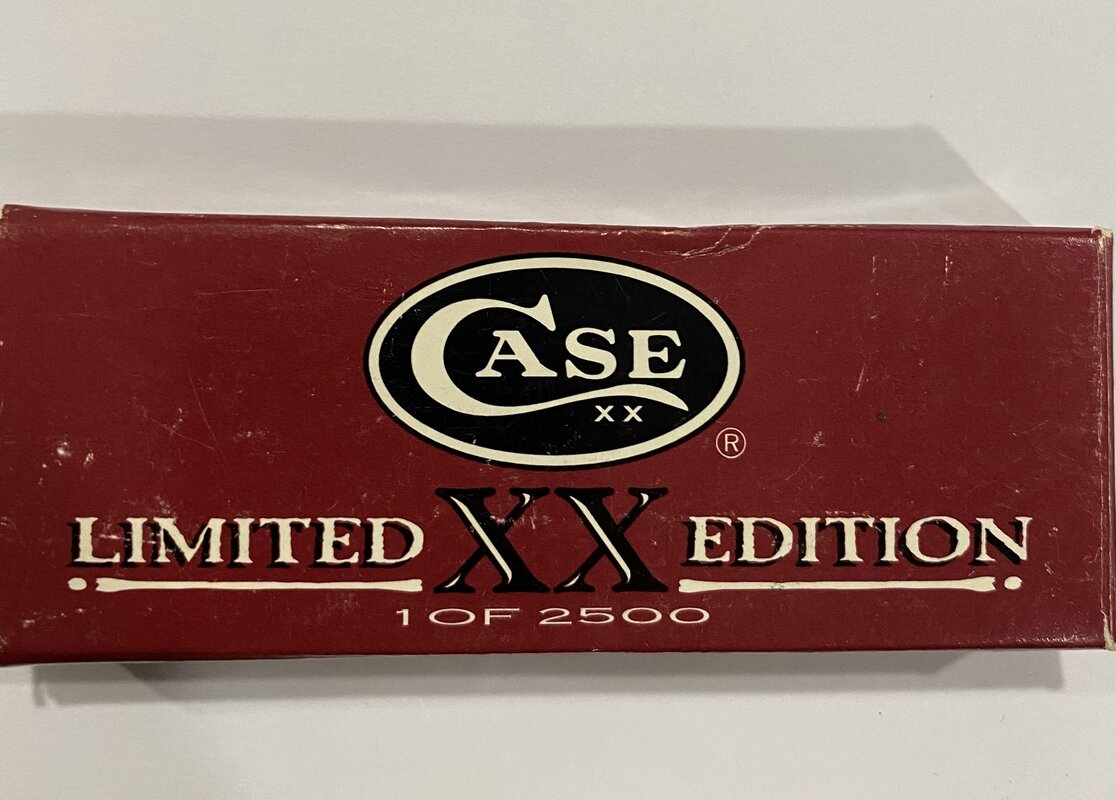 CASE
XX
®
LIMITED XX EDITION
1 OF 2500